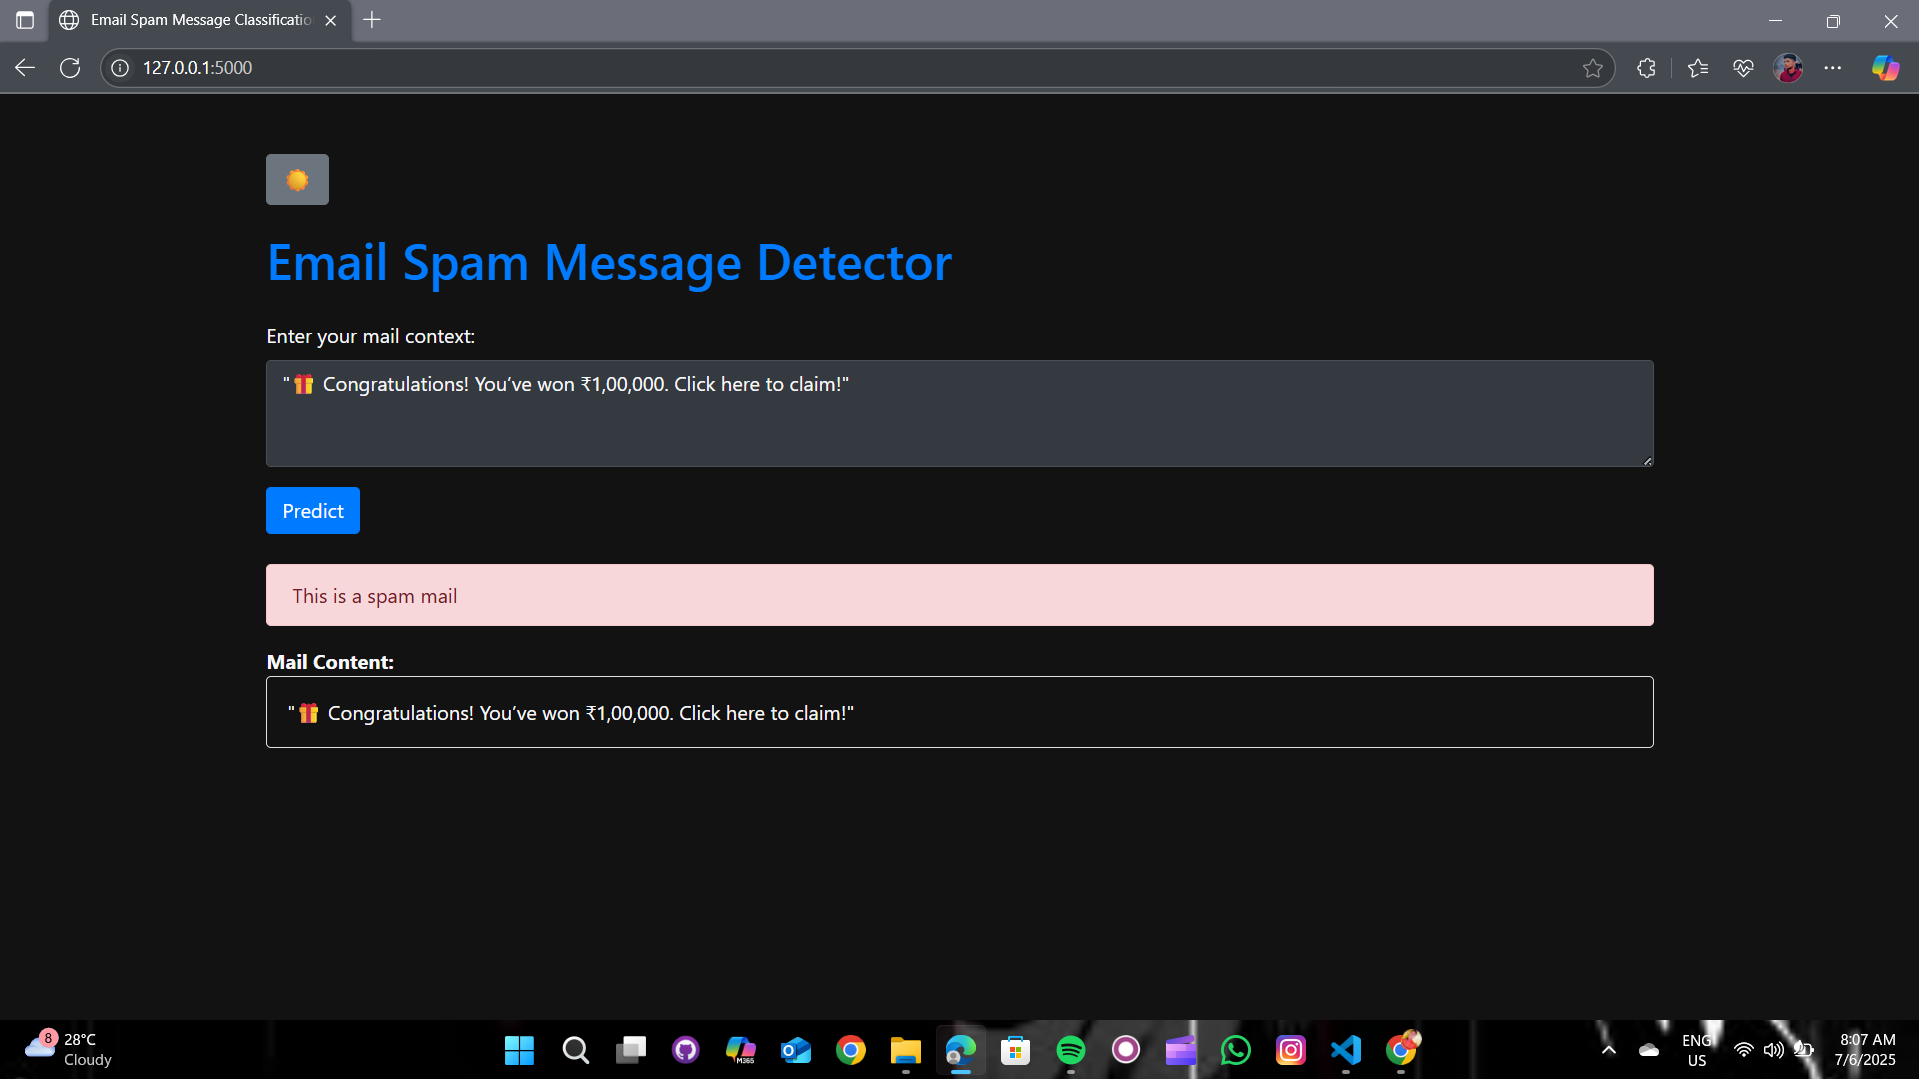 Email Spam Message Classificatio
127.0.0.1:5000
Email Spam Message Detector
Enter your mail context:
"🎁 Congratulations! You’ve won ₹1,00,000. Click here to claim!"
Predict
This is a spam mail
Mail Content:
"🎁 Congratulations! You’ve won ₹1,00,000. Click here to claim!"
8
28°C
Cloudy
M365
ENG
US
8:07 AM
7/6/2025